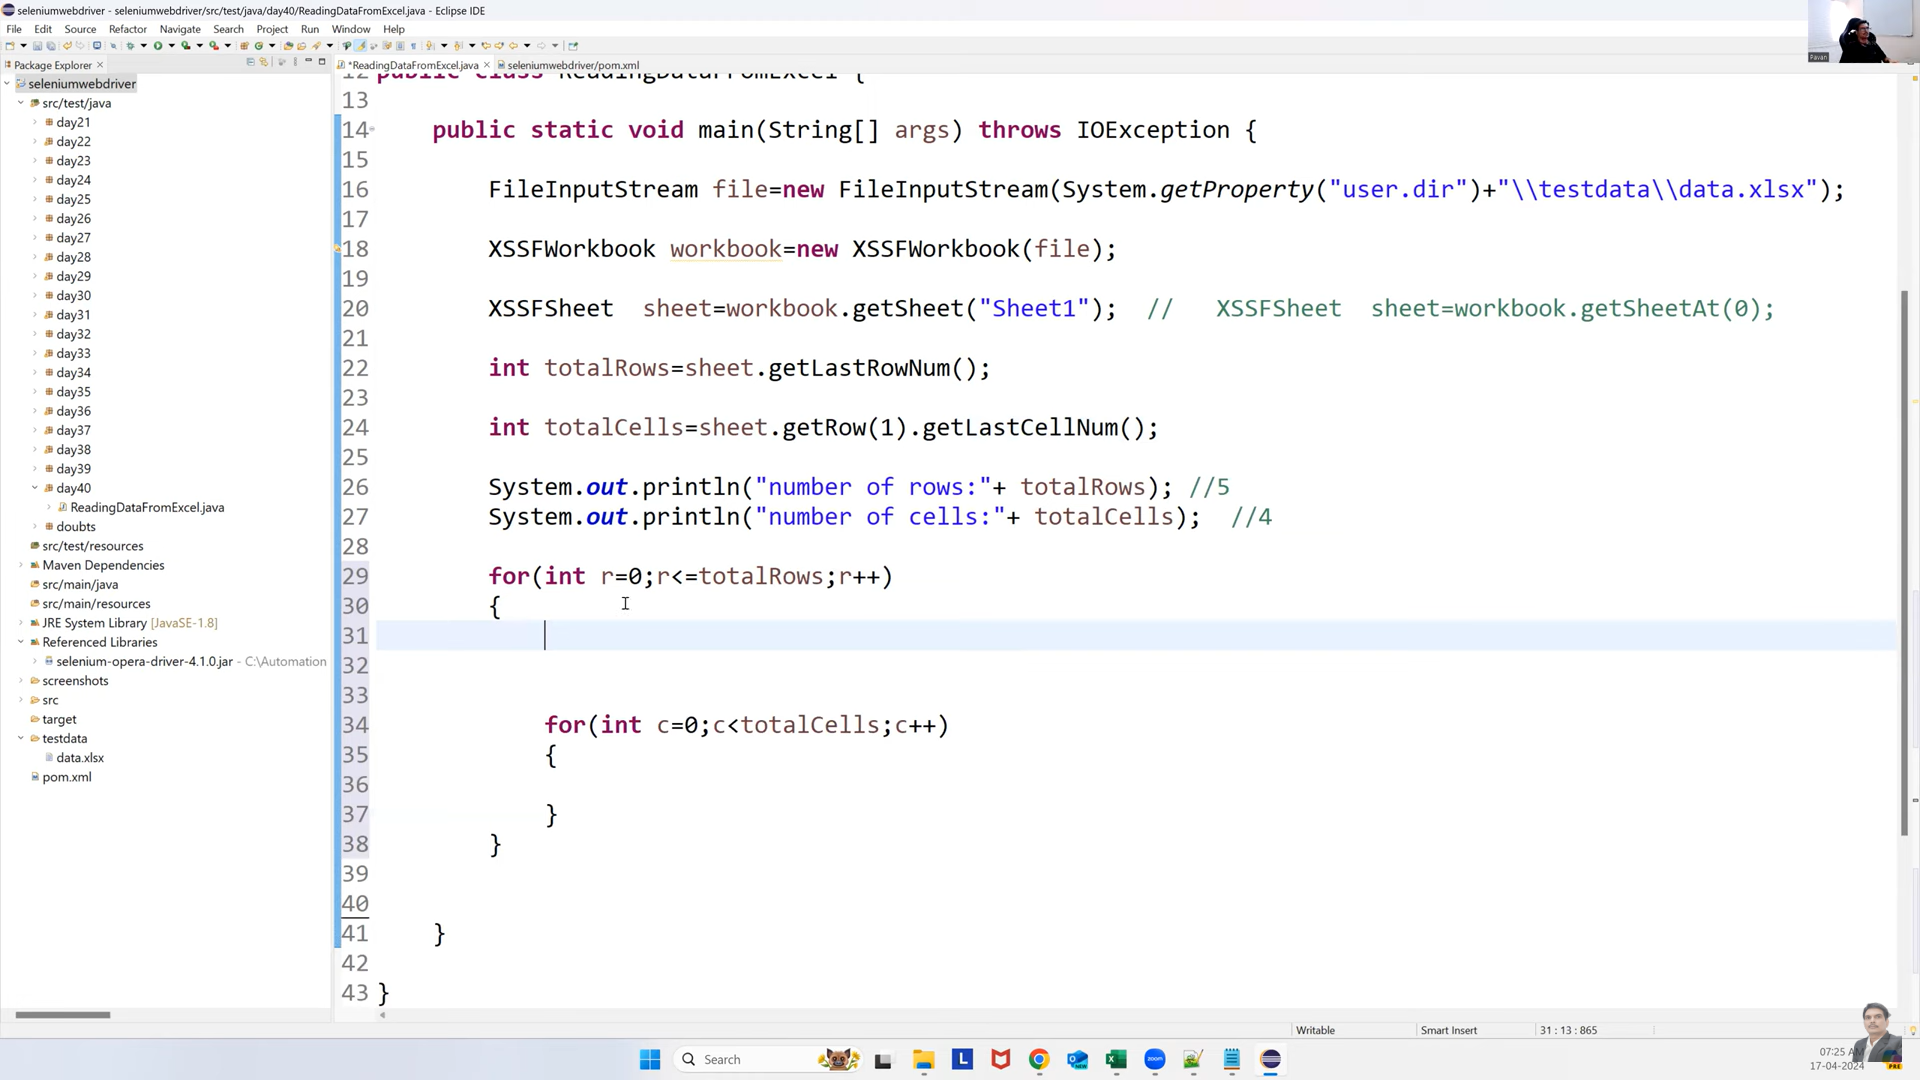 seleniumwebdriver - seleniumwebdriver/src/test/java/day40/ReadingDataFromExcel.java - Eclipse IDE
File Edit Source Refactor Navigate Search Project Run Window Help
Package Explorer
*ReadingDataFromExcel.java
seleniumwebdriver/pom.xml
seleniumwebdriver
src/test/java
day21
day22
day23
day24
day25
day26
day27
day28
day29
day30
day31
day32
day33
day34
day35
day36
day37
day38
day39
day40
ReadingDataFromExcel.java
doubts
src/test/resources
Maven Dependencies
src/main/java
src/main/resources
JRE System Library [JavaSE-1.8]
Referenced Libraries
selenium-opera-driver-4.1.0.jar - C:\Automation
screenshots
src
target
testdata
data.xlsx
pom.xml
12 public class ReadingDataFromExcel {
13
14 public static void main(String[] args) throws IOException {
15
16 FileInputStream file=new FileInputStream(System.getProperty("user.dir")+"\\testdata\\data.xlsx");
17
18 XSSFWorkbook workbook=new XSSFWorkbook(file);
19
20 XSSFSheet sheet=workbook.getSheet("Sheet1"); // XSSFSheet sheet=workbook.getSheetAt(0);
21
22 int totalRows=sheet.getLastRowNum();
23
24 int totalCells=sheet.getRow(1).getLastCellNum();
25
26 System.out.println("number of rows:"+ totalRows); //5
27 System.out.println("number of cells:"+ totalCells); //4
28
29 for(int r=0;r<=totalRows;r++)
30 {
31
32
33
34 for(int c=0;c<totalCells;c++)
35 {
36
37 }
38 }
39
40
41 }
42
43 }
Pavan
Writable Smart Insert 31 : 13 : 865
Search
07:25 AM
17-04-2024
PRE